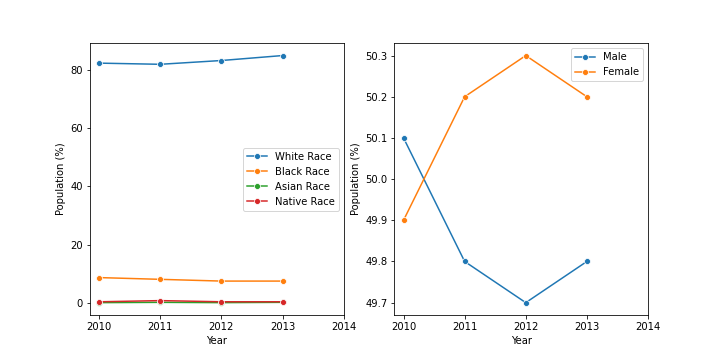 80
60
40
20
0
Population (%)
2010 2011 2012 2013 2014
Year
White Race
Black Race
Asian Race
Native Race
50.3
50.2
50.1
50.0
49.9
49.8
49.7
Population (%)
2010 2011 2012 2013 2014
Year
Male
Female